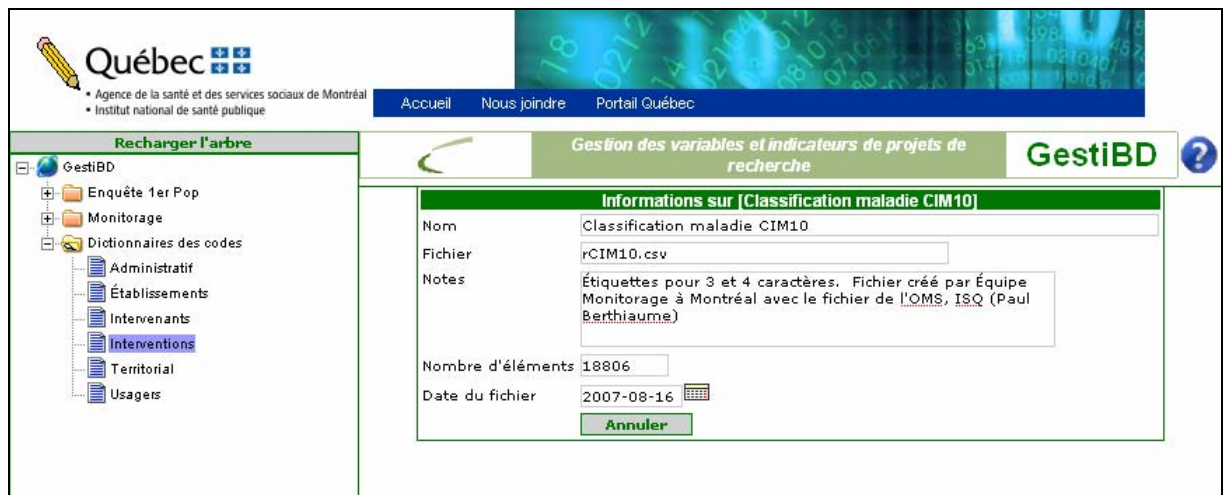 Québec
• Agence de la santé et des services sociaux de Montréal
• Institut national de santé publique
Accueil Nous joindre Portail Québec
Recharger l'arbre
GestiBD
Enquête 1er Pop
Monitorage
Dictionnaires des codes
Administratif
Établissements
Intervenants
Interventions
Territorial
Usagers
Gestion des variables et indicateurs de projets de
recherche
GestiBD
Informations sur [Classification maladie CIM10]
Nom Classification maladie CIM10
Fichier rCIM10.csv
Notes Étiquettes pour 3 et 4 caractères. Fichier créé par Équipe
Monitorage à Montréal avec le fichier de l'OMS, ISQ (Paul
Berthiaume)
Nombre d'éléments 18806
Date du fichier 2007-08-16
Annuler